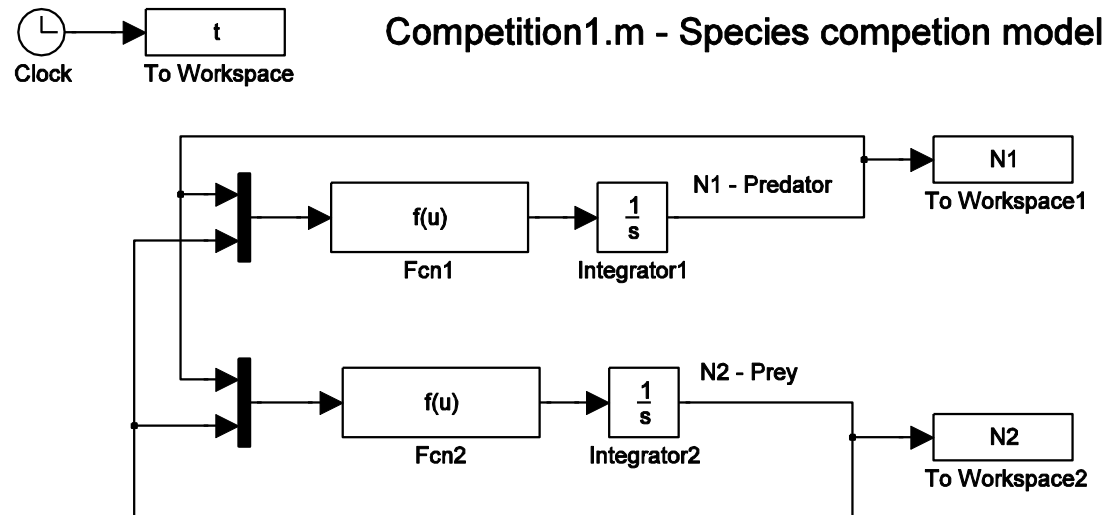 t
Competition1.m - Species competion model
Clock
To Workspace
N1
N1 - Predator
To Workspace1
f(u)
1
s
Fcn1
Integrator1
N2 - Prey
f(u)
1
s
N2
Fcn2
Integrator2
To Workspace2